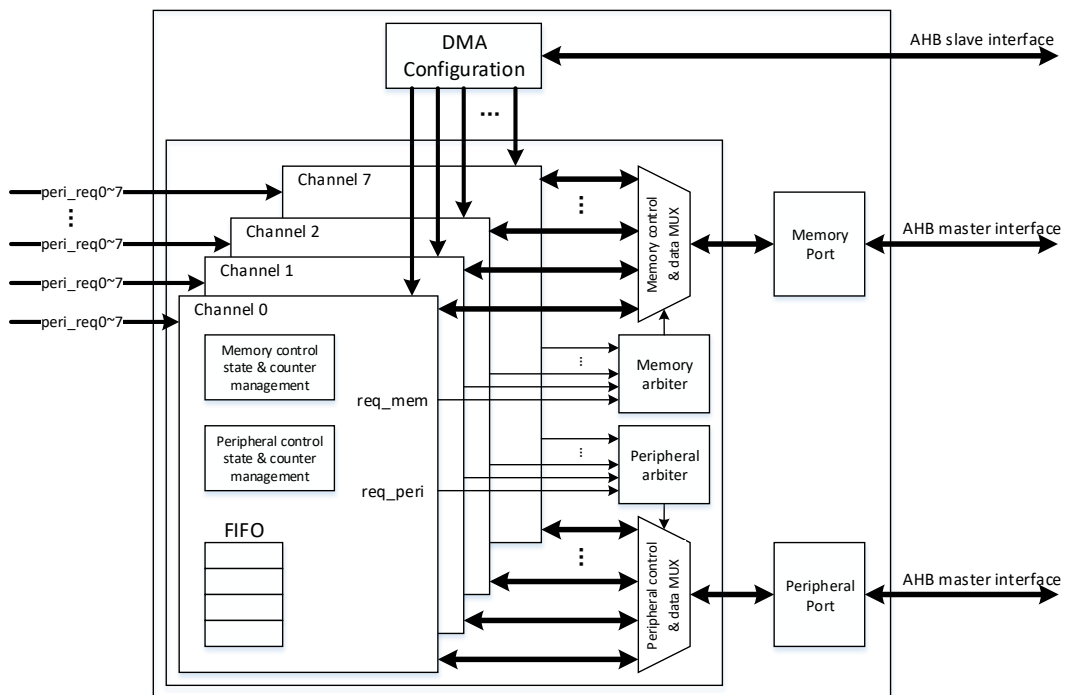 DMA
Configuration
AHB slave interface
...
Channel 7
peri_req0~7
...
Channel 2
peri_req0~7
Channel 1
peri_req0~7
Channel 0
peri_req0~7
...
Memory control
& data MUX
Memory
Port
AHB master interface
Memory control
state & counter
management
req_mem
...
Memory
arbiter
Peripheral control
state & counter
management
req_peri
...
Peripheral
arbiter
FIFO
...
Peripheral control
& data MUX
Peripheral
Port
AHB master interface